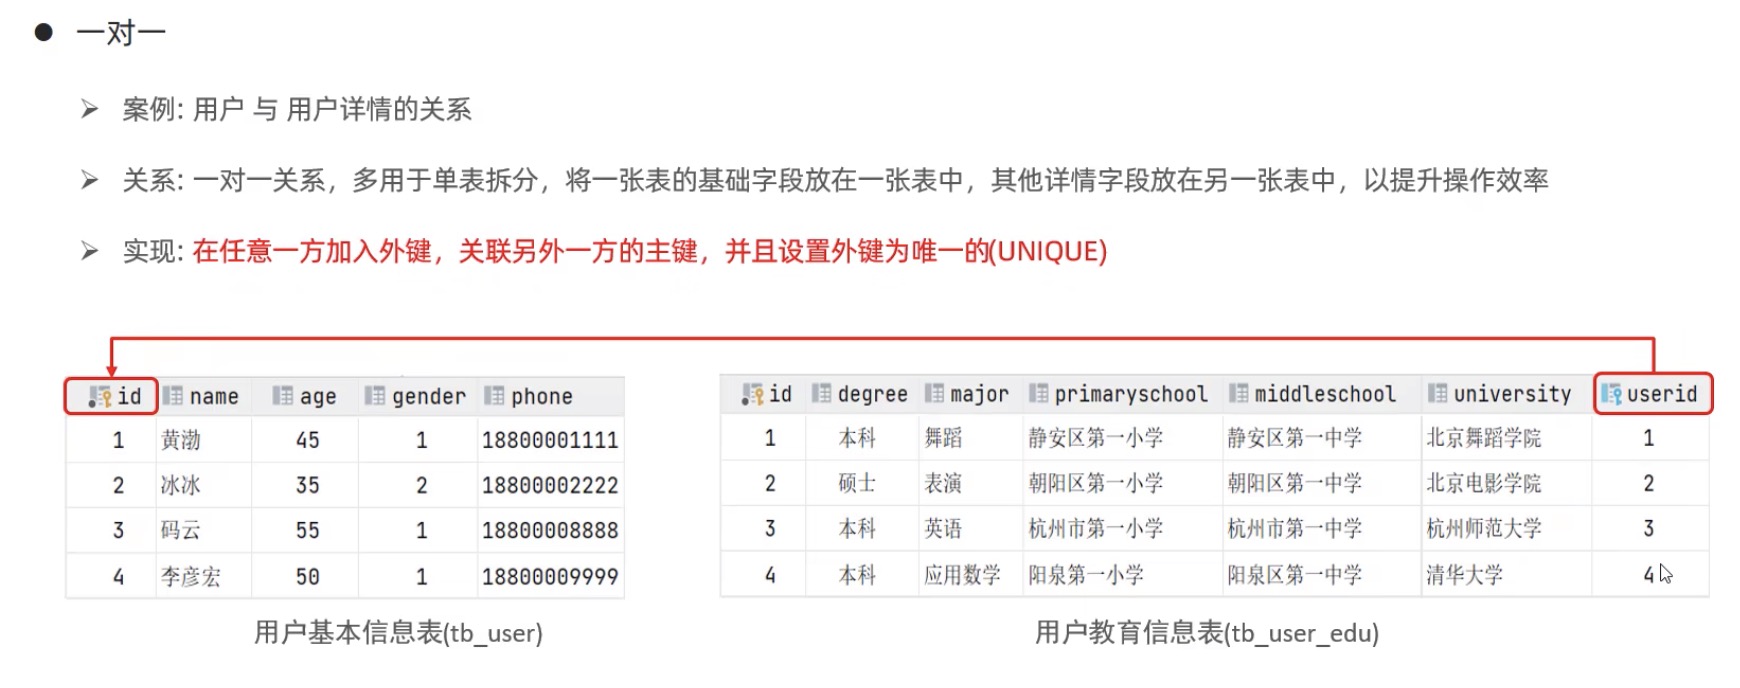 ● 一对一
➢ 案例: 用户 与 用户详情的关系
➢ 关系: 一对一关系，多用于单表拆分，将一张表的基础字段放在一张表中，其他详情字段放在另一张表中，以提升操作效率
➢ 实现: 在任意一方加入外键，关联另外一方的主键，并且设置外键为唯一的(UNIQUE)
id name age gender phone
1 黄渤 45 1 18800001111
2 冰冰 35 2 18800002222
3 码云 55 1 18800008888
4 李彦宏 50 1 18800009999
用户基本信息表(tb_user)
id degree major primaryschool middleschool university userid
1 本科 舞蹈 静安区第一小学 静安区第一中学 北京舞蹈学院 1
2 硕士 表演 朝阳区第一小学 朝阳区第一中学 北京电影学院 2
3 本科 英语 杭州市第一小学 杭州市第一中学 杭州师范大学 3
4 本科 应用数学 阳泉第一小学 阳泉区第一中学 清华大学 4
用户教育信息表(tb_user_edu)